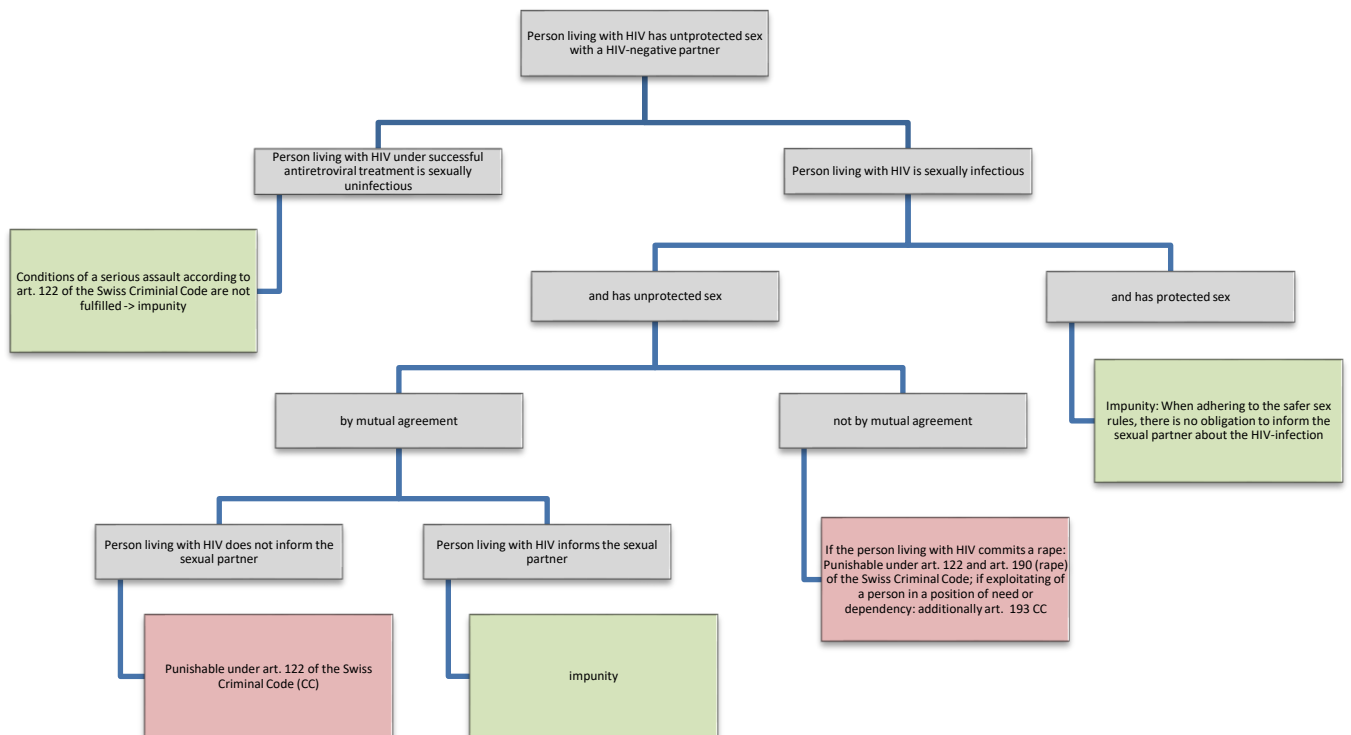 Person living with HIV has untprotected sex
with a HIV-negative partner
Person living with HIV under successful
antiretroviral treatment is sexually
uninfectious
Person living with HIV is sexually infectious
Conditions of a serious assault according to
art. 122 of the Swiss Criminial Code are not
fulfilled -> impunity
and has unprotected sex
and has protected sex
Impunity: When adhering to the safer sex
rules, there is no obligation to inform the
sexual partner about the HIV-infection
by mutual agreement
not by mutual agreement
Person living with HIV does not inform the
sexual partner
Person living with HIV informs the sexual
partner
If the person living with HIV commits a rape:
Punishable under art. 122 and art. 190 (rape)
of the Swiss Criminal Code; if exploitating of
a person in a position of need or
dependency: additionally art. 193 CC
Punishable under art. 122 of the Swiss
Criminal Code (CC)
impunity